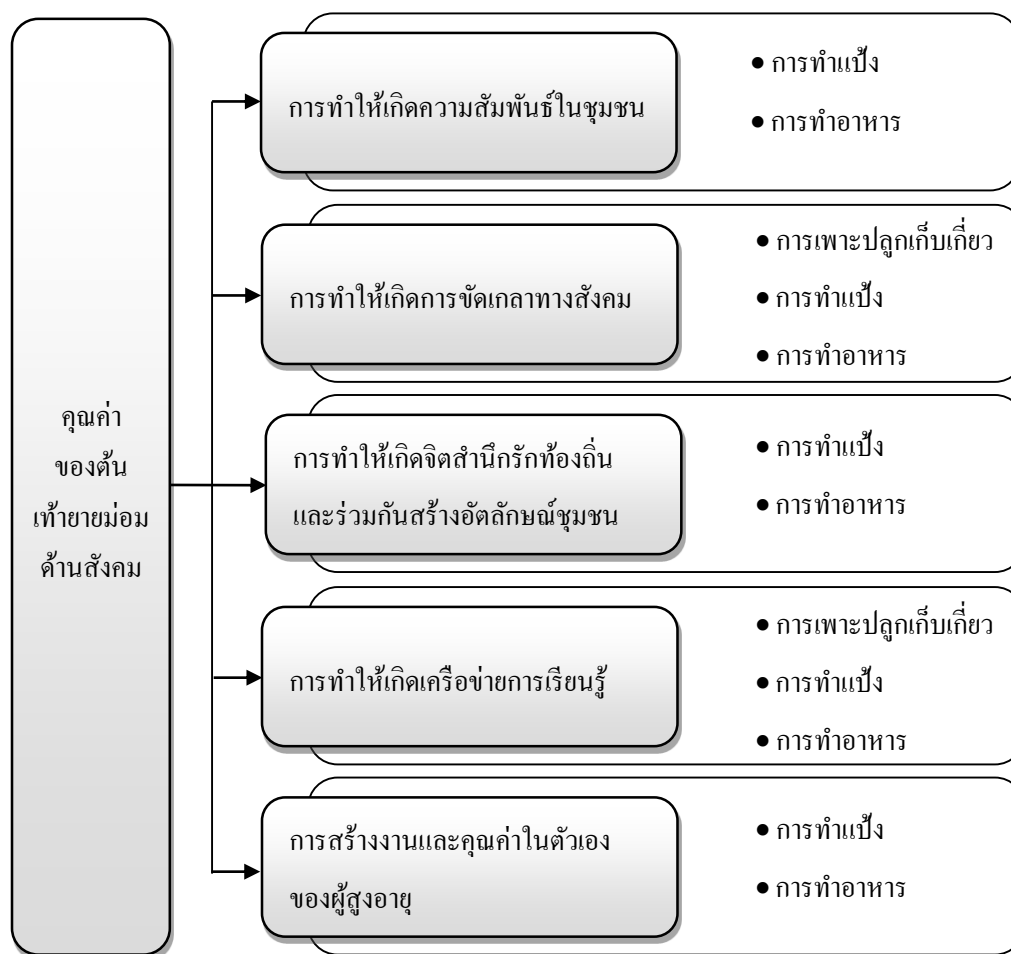 คุณค่า
ของต้น
เท้ายายม่อม
ด้านสังคม
การทำให้เกิดความสัมพันธ์ในชุมชน
• การทำแป้ง
• การทำอาหาร
การทำให้เกิดการขัดเกลาทางสังคม
• การเพาะปลูกเก็บเกี่ยว
• การทำแป้ง
• การทำอาหาร
การทำให้เกิดจิตสำนึกรักท้องถิ่น
และร่วมกันสร้างอัตลักษณ์ชุมชน
• การทำแป้ง
• การทำอาหาร
การทำให้เกิดเครือข่ายการเรียนรู้
• การเพาะปลูกเก็บเกี่ยว
• การทำแป้ง
• การทำอาหาร
การสร้างงานและคุณค่าในตัวเอง
ของผู้สูงอายุ
• การทำแป้ง
• การทำอาหาร